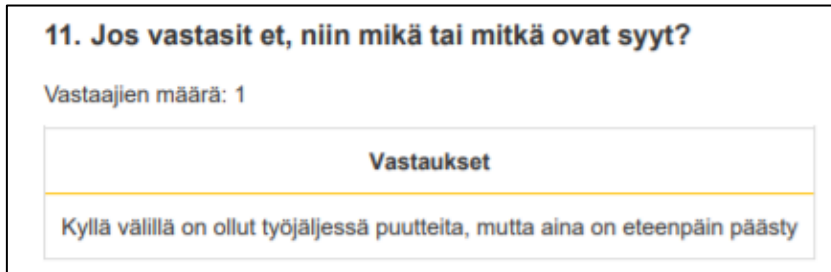 11. Jos vastasit et, niin mikä tai mitkä ovat syyt?
Vastaajien määrä: 1
Vastaukset
Kyllä välillä on ollut työjäljessä puutteita, mutta aina on eteenpäin päästy